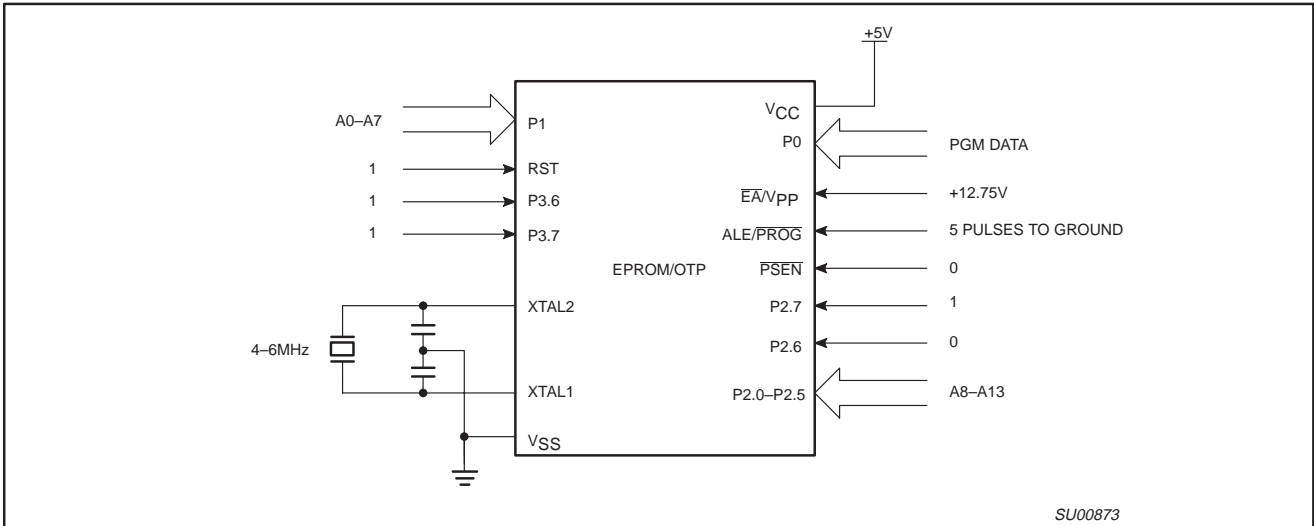 +5V
A0–A7
1
1
1
4–6MHz
P1
RST
P3.6
P3.7
XTAL2
XTAL1
VSS
EPROM/OTP
VCC
P0
EA/VPP
ALE/PROG
PSEN
P2.7
P2.6
P2.0–P2.5
PGM DATA
+12.75V
5 PULSES TO GROUND
0
1
0
A8–A13
SU00873